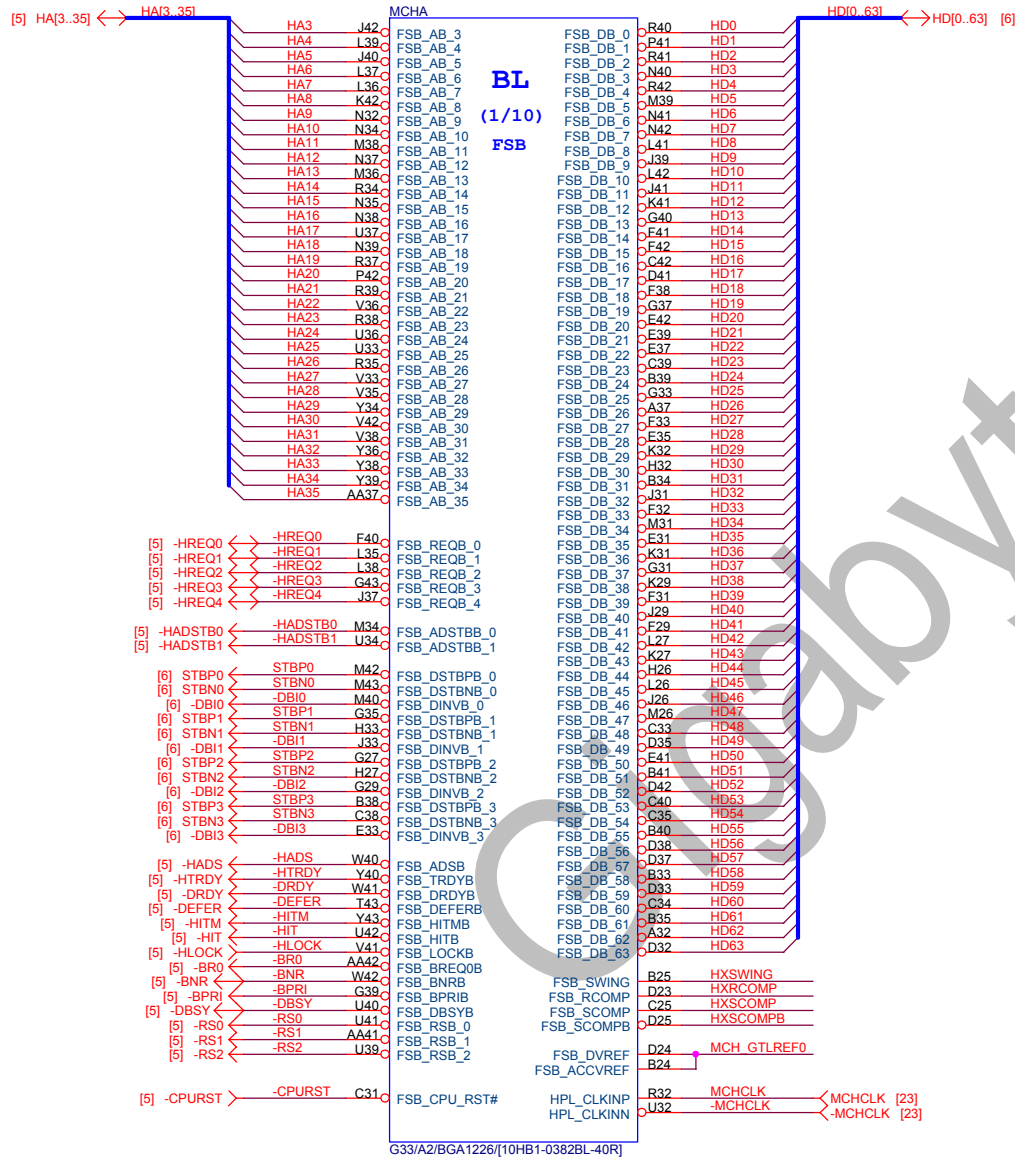 [5] HA[3..35] HA[3..35] MCHA HD[0..63] HD[0..63] [6]
BL
(1/10)
FSB
HA3 J42 FSB_AB_3 FSB_DB_0 R40 HD0
HA4 L39 FSB_AB_4 FSB_DB_1 P41 HD1
HA5 J40 FSB_AB_5 FSB_DB_2 R41 HD2
HA6 L37 FSB_AB_6 FSB_DB_3 N40 HD3
HA7 L36 FSB_AB_7 FSB_DB_4 R42 HD4
HA8 K42 FSB_AB_8 FSB_DB_5 M39 HD5
HA9 N32 FSB_AB_9 FSB_DB_6 N41 HD6
HA10 N34 FSB_AB_10 FSB_DB_7 N42 HD7
HA11 M38 FSB_AB_11 FSB_DB_8 L41 HD8
HA12 N37 FSB_AB_12 FSB_DB_9 J39 HD9
HA13 M36 FSB_AB_13 FSB_DB_10 L42 HD10
HA14 R34 FSB_AB_14 FSB_DB_11 J41 HD11
HA15 N35 FSB_AB_15 FSB_DB_12 K41 HD12
HA16 N38 FSB_AB_16 FSB_DB_13 G40 HD13
HA17 U37 FSB_AB_17 FSB_DB_14 F41 HD14
HA18 N39 FSB_AB_18 FSB_DB_15 F42 HD15
HA19 R37 FSB_AB_19 FSB_DB_16 C42 HD16
HA20 P42 FSB_AB_20 FSB_DB_17 D41 HD17
HA21 R39 FSB_AB_21 FSB_DB_18 F38 HD18
HA22 V36 FSB_AB_22 FSB_DB_19 G37 HD19
HA23 R38 FSB_AB_23 FSB_DB_20 E42 HD20
HA24 U36 FSB_AB_24 FSB_DB_21 E39 HD21
HA25 U33 FSB_AB_25 FSB_DB_22 E37 HD22
HA26 R35 FSB_AB_26 FSB_DB_23 C39 HD23
HA27 V33 FSB_AB_27 FSB_DB_24 B39 HD24
HA28 V35 FSB_AB_28 FSB_DB_25 G33 HD25
HA29 Y34 FSB_AB_29 FSB_DB_26 A37 HD26
HA30 V42 FSB_AB_30 FSB_DB_27 F33 HD27
HA31 V38 FSB_AB_31 FSB_DB_28 E35 HD28
HA32 Y36 FSB_AB_32 FSB_DB_29 K32 HD29
HA33 Y38 FSB_AB_33 FSB_DB_30 H32 HD30
HA34 Y39 FSB_AB_34 FSB_DB_31 B34 HD31
HA35 AA37 FSB_AB_35 FSB_DB_32 J31 HD32
FSB_DB_33 F32 HD33
FSB_DB_34 M31 HD34
[5] -HREQ0 -HREQ0 F40 FSB_REQB_0 FSB_DB_35 E31 HD35
[5] -HREQ1 -HREQ1 L35 FSB_REQB_1 FSB_DB_36 K31 HD36
[5] -HREQ2 -HREQ2 L38 FSB_REQB_2 FSB_DB_37 G31 HD37
[5] -HREQ3 -HREQ3 G43 FSB_REQB_3 FSB_DB_38 K29 HD38
[5] -HREQ4 -HREQ4 J37 FSB_REQB_4 FSB_DB_39 F31 HD39
FSB_DB_40 J29 HD40
[5] -HADSTB0 -HADSTB0 M34 FSB_ADSTBB_0 FSB_DB_41 F29 HD41
[5] -HADSTB1 -HADSTB1 U34 FSB_ADSTBB_1 FSB_DB_42 L27 HD42
FSB_DB_43 K27 HD43
[6] STBP0 STBP0 M42 FSB_DSTBPB_0 FSB_DB_44 H26 HD44
[6] STBN0 STBN0 M43 FSB_DSTBNB_0 FSB_DB_45 L26 HD45
[6] -DBI0 -DBI0 M40 FSB_DINVB_0 FSB_DB_46 J26 HD46
[6] STBP1 STBP1 G35 FSB_DSTBPB_1 FSB_DB_47 M26 HD47
[6] STBN1 STBN1 H33 FSB_DSTBNB_1 FSB_DB_48 C33 HD48
[6] -DBI1 -DBI1 J33 FSB_DINVB_1 FSB_DB_49 D35 HD49
[6] STBP2 STBP2 G27 FSB_DSTBPB_2 FSB_DB_50 E41 HD50
[6] STBN2 STBN2 H27 FSB_DSTBNB_2 FSB_DB_51 B41 HD51
[6] -DBI2 -DBI2 G29 FSB_DINVB_2 FSB_DB_52 D42 HD52
[6] STBP3 STBP3 B38 FSB_DSTBPB_3 FSB_DB_53 C40 HD53
[6] STBN3 STBN3 C38 FSB_DSTBNB_3 FSB_DB_54 C35 HD54
[6] -DBI3 -DBI3 E33 FSB_DINVB_3 FSB_DB_55 B40 HD55
FSB_DB_56 D38 HD56
[5] -HADS -HADS W40 FSB_ADSB FSB_DB_57 D37 HD57
[5] -HTRDY -HTRDY Y40 FSB_TRDYB FSB_DB_58 B33 HD58
[5] -DRDY -DRDY W41 FSB_DRDYB FSB_DB_59 D33 HD59
[5] -DEFER -DEFER T43 FSB_DEFERB FSB_DB_60 C34 HD60
[5] -HITM -HITM Y43 FSB_HITMB FSB_DB_61 B35 HD61
[5] -HIT -HIT U42 FSB_HITB FSB_DB_62 A32 HD62
[5] -HLOCK -HLOCK V41 FSB_LOCKB FSB_DB_63 D32 HD63
[5] -BR0 -BR0 AA42 FSB_BREQ0B
[5] -BNR -BNR W42 FSB_BNRB FSB_SWING B25 HXSWING
[5] -BPRI -BPRI G39 FSB_BPRIB FSB_RCOMP D23 HXRCOMP
[5] -DBSY -DBSY U40 FSB_DBSYB FSB_SCOMP C25 HXSCOMP
[5] -RS0 -RS0 U41 FSB_RSB_0 FSB_SCOMPB D25 HXSCOMPB
[5] -RS1 -RS1 AA41 FSB_RSB_1
[5] -RS2 -RS2 U39 FSB_RSB_2 FSB_DVREF D24 MCH_GTLREF0
FSB_ACCVREF B24
[5] -CPURST -CPURST C31 FSB_CPU_RST# HPL_CLKINP R32 MCHCLK MCHCLK [23]
HPL_CLKINN U32 -MCHCLK -MCHCLK [23]
G33/A2/BGA1226/[10HB1-0382BL-40R]
Gigabyt